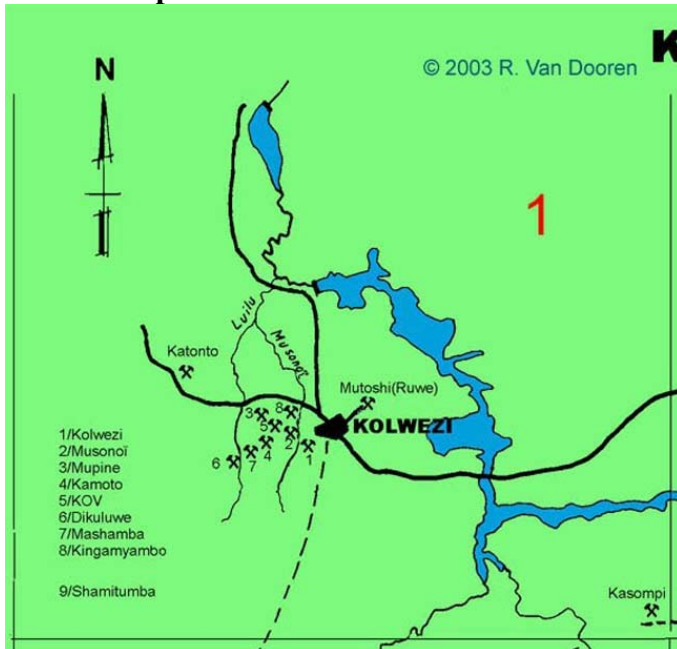 K
© 2003 R. Van Dooren
N
1
Luilu
Musonoï
Katonto
Mutoshi(Ruwe)
3
8
5
KOLWEZI
2
4
1
6
7
1/Kolwezi
2/Musonoï
3/Mupine
4/Kamoto
5/KOV
6/Dikuluwe
7/Mashamba
8/Kingamyambo
9/Shamitumba
Kasompi